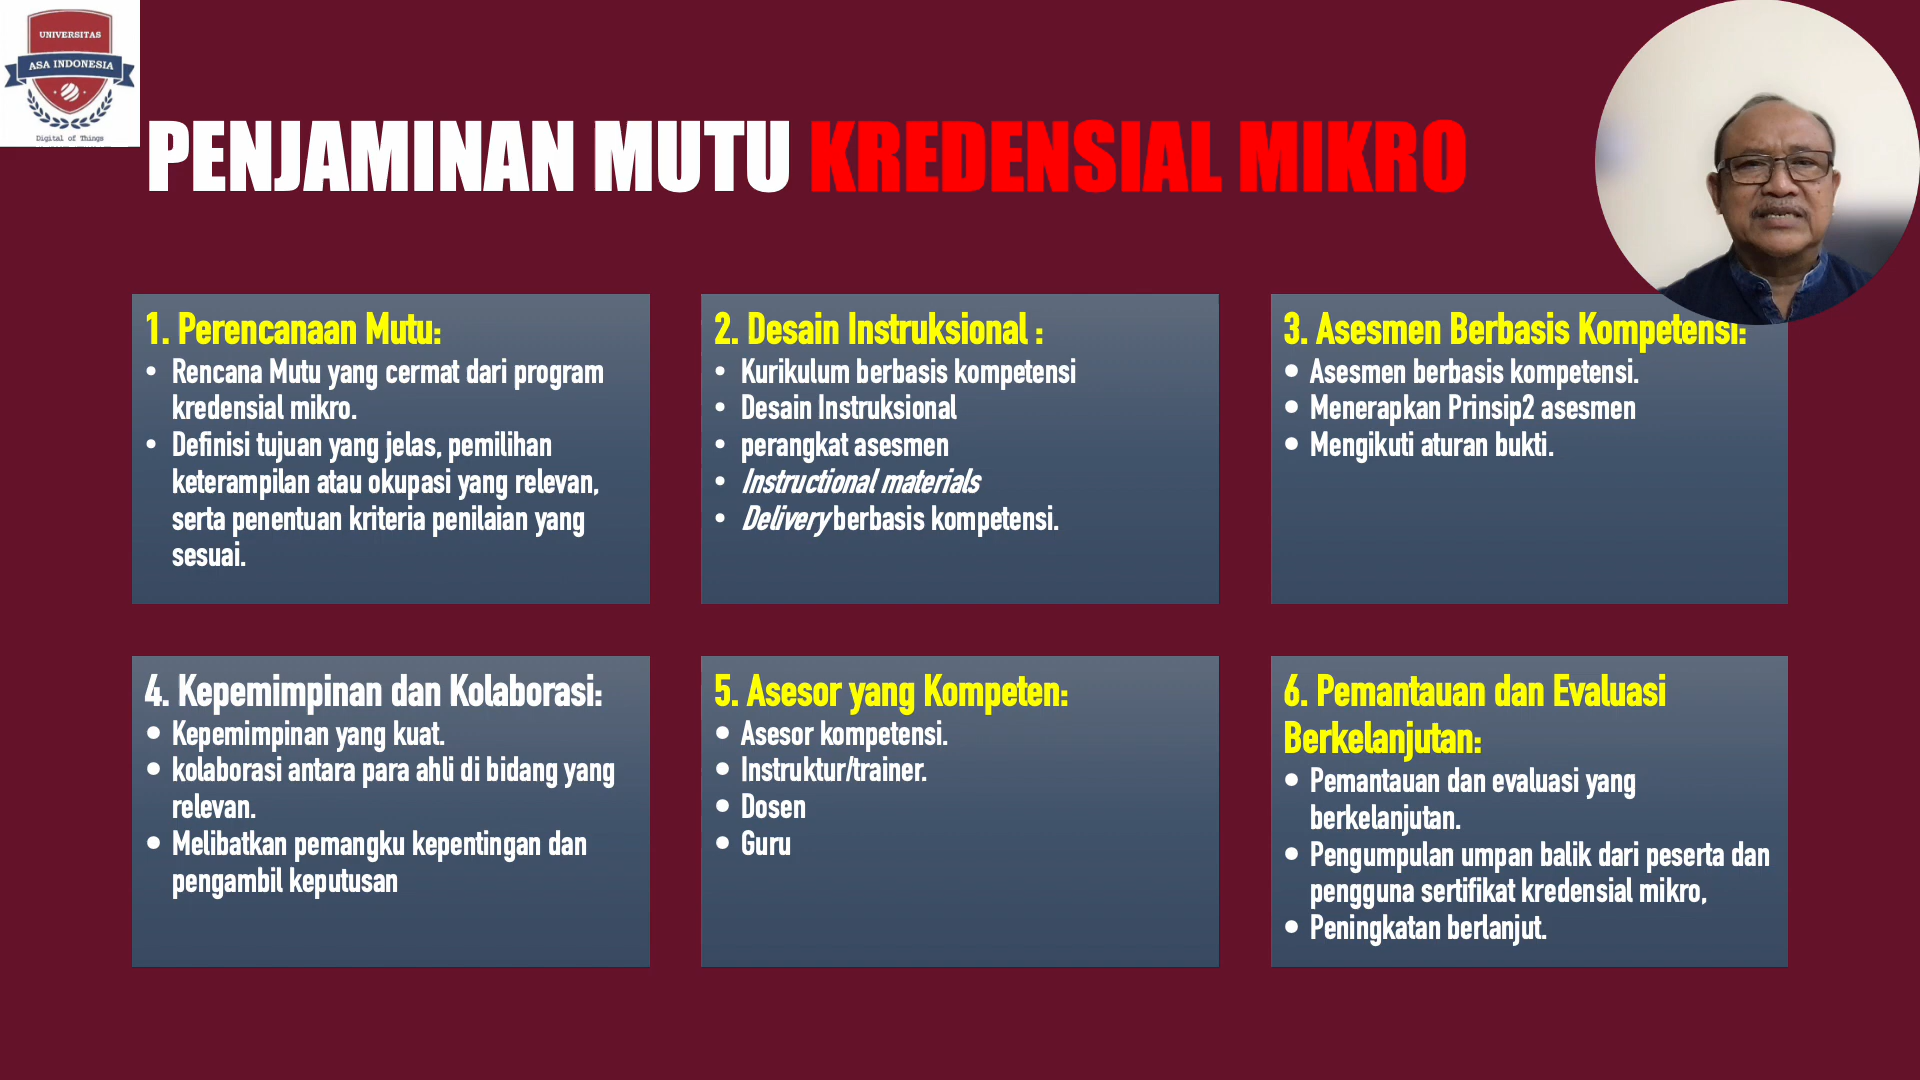 UNIVERSITAS
ASA INDONESIA
Digital of Things
PENJAMINAN MUTU KREDENSIAL MIKRO
1. Perencanaan Mutu:
• Rencana Mutu yang cermat dari program
kredensial mikro.
• Definisi tujuan yang jelas, pemilihan
keterampilan atau okupasi yang relevan,
serta penentuan kriteria penilaian yang
sesuai.
2. Desain Instruksional :
• Kurikulum berbasis kompetensi
• Desain Instruksional
• perangkat asesmen
• Instructional materials
• Delivery berbasis kompetensi.
3. Asesmen Berbasis Kompetensi:
• Asesmen berbasis kompetensi.
• Menerapkan Prinsip2 asesmen
• Mengikuti aturan bukti.
4. Kepemimpinan dan Kolaborasi:
• Kepemimpinan yang kuat.
• kolaborasi antara para ahli di bidang yang
relevan.
• Melibatkan pemangku kepentingan dan
pengambil keputusan
5. Asesor yang Kompeten:
• Asesor kompetensi.
• Instruktur/trainer.
• Dosen
• Guru
6. Pemantauan dan Evaluasi
Berkelanjutan:
• Pemantauan dan evaluasi yang
berkelanjutan.
• Pengumpulan umpan balik dari peserta dan
pengguna sertifikat kredensial mikro,
• Peningkatan berlanjut.